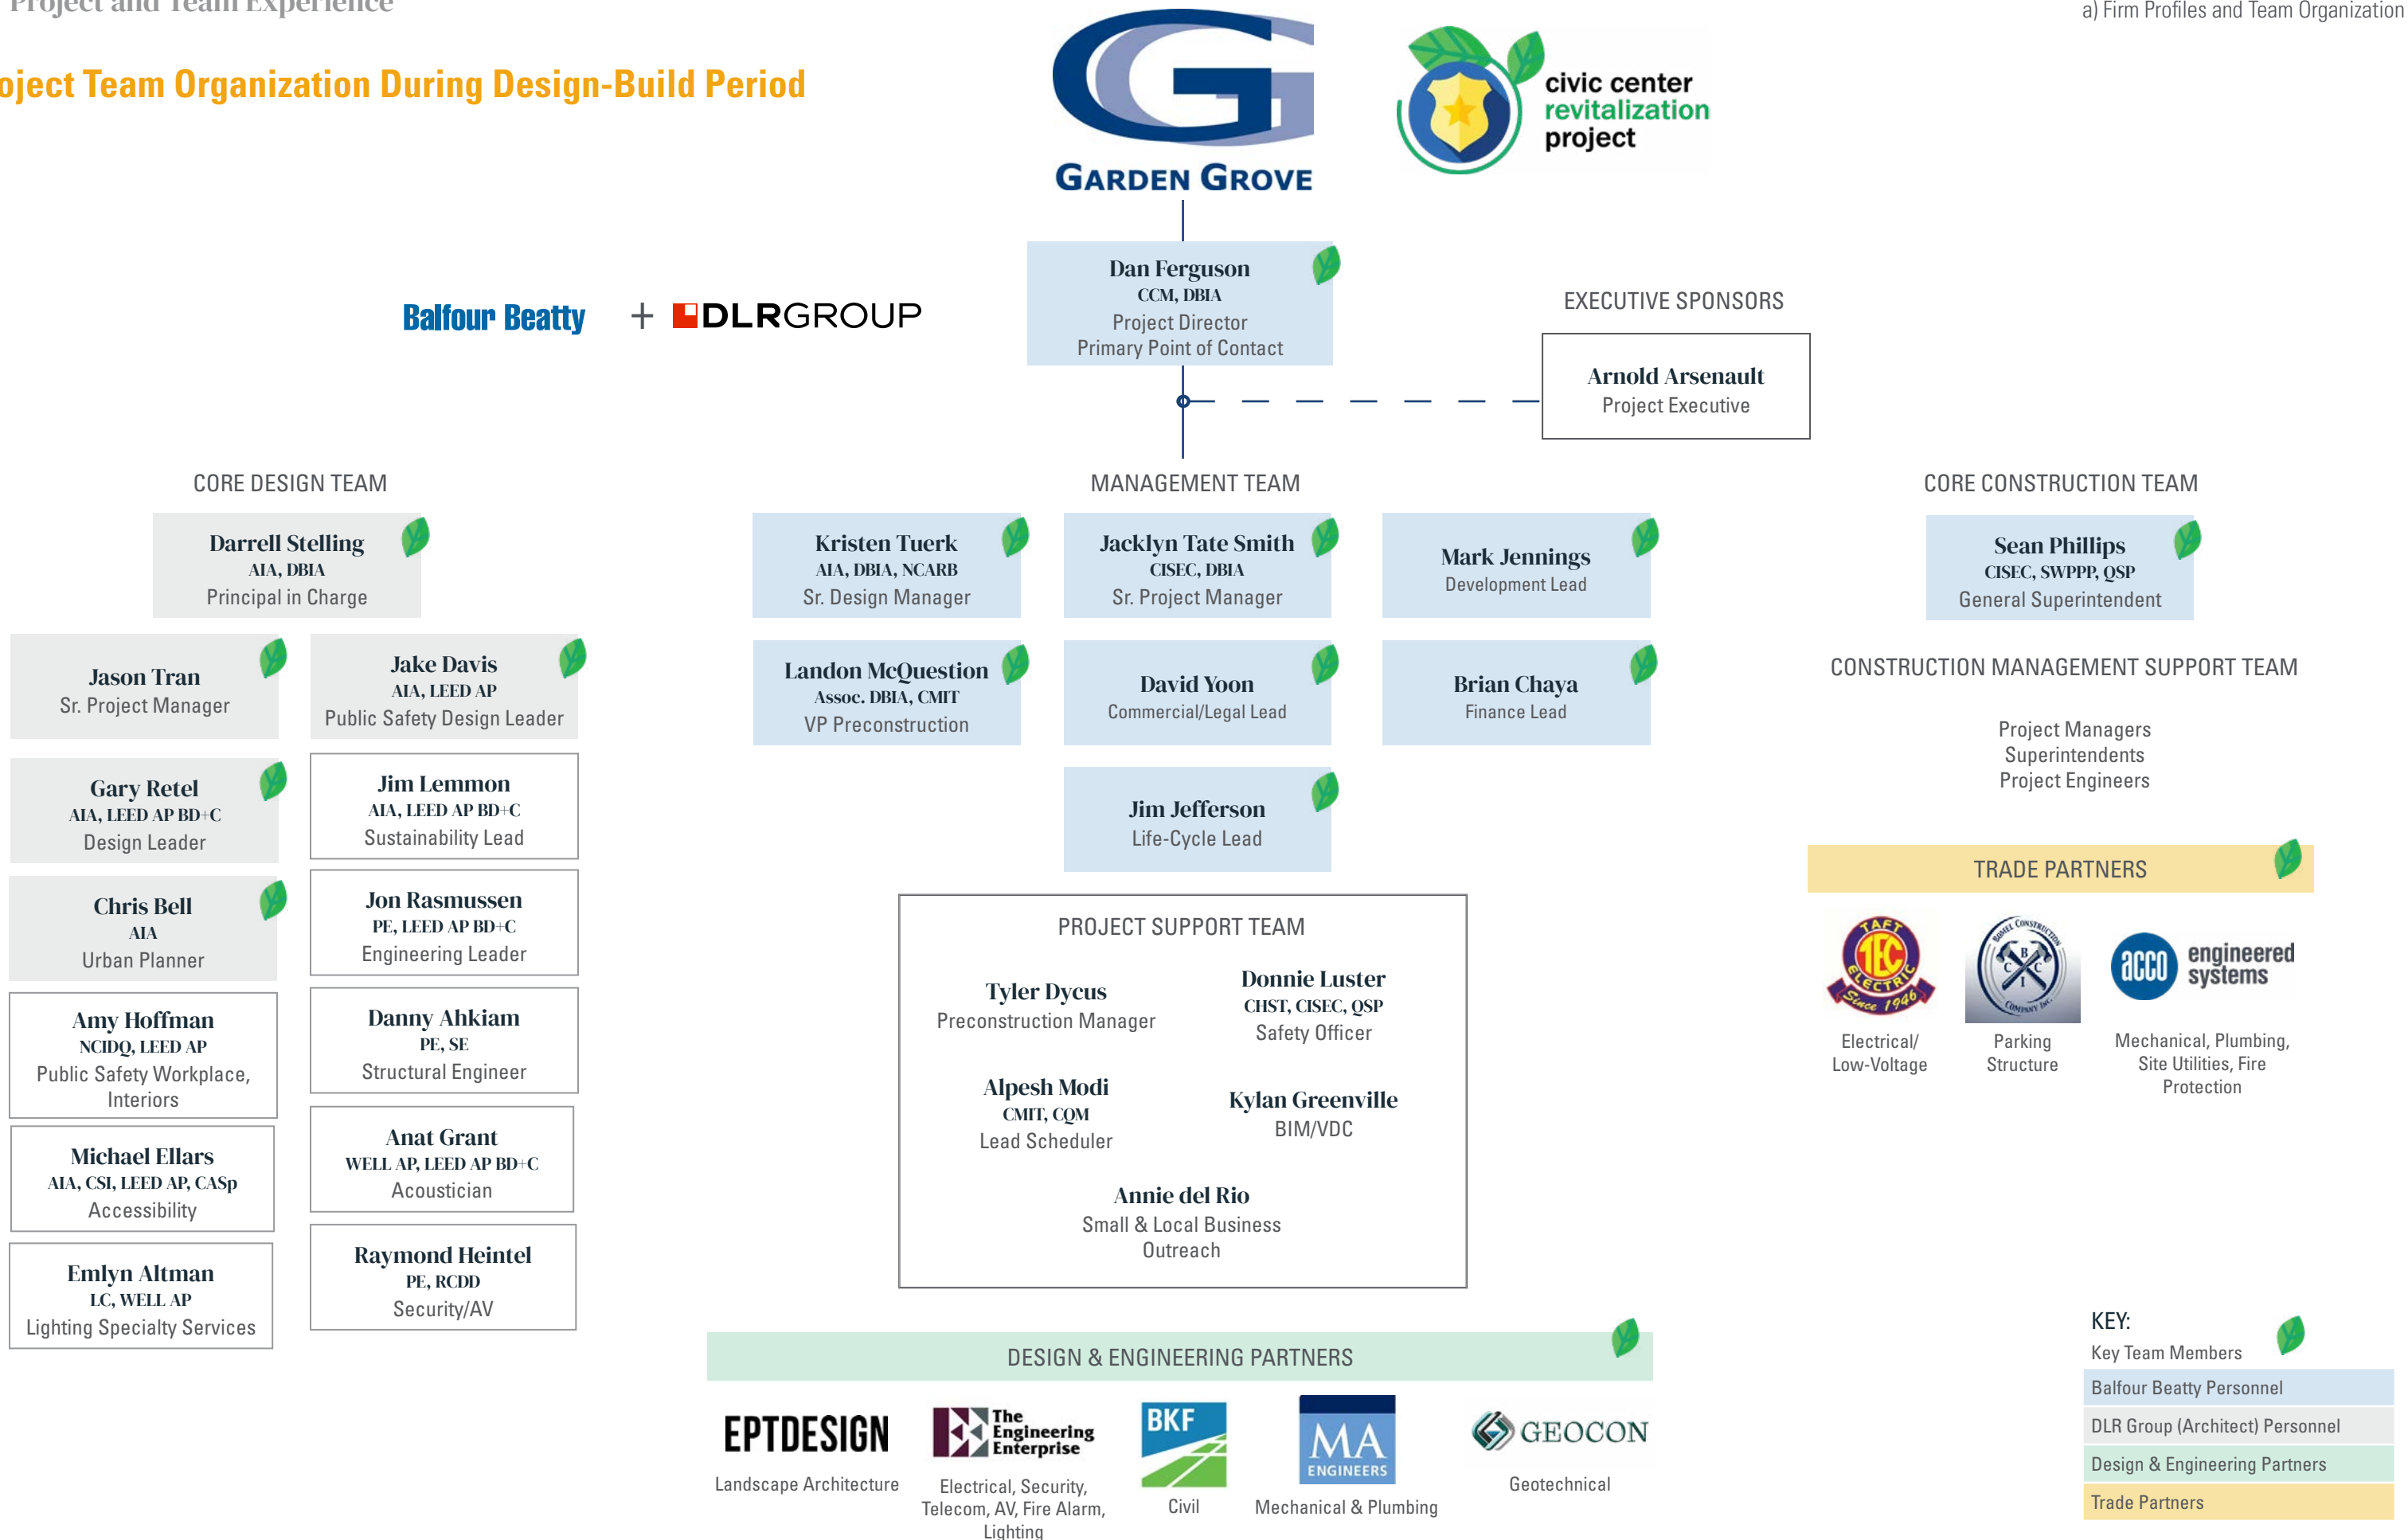 Project and Team Experience
a) Firm Profiles and Team Organization
oject Team Organization During Design-Build Period
G
GARDEN GROVE
civic center
revitalization
project
Balfour Beatty + DLRGROUP
Dan Ferguson
CCM, DBIA
Project Director
Primary Point of Contact
EXECUTIVE SPONSORS
Arnold Arsenault
Project Executive
CORE DESIGN TEAM
Darrell Stelling
AIA, DBIA
Principal in Charge
Jason Tran
Sr. Project Manager
Jake Davis
AIA, LEED AP
Public Safety Design Leader
Gary Retel
AIA, LEED AP BD+C
Design Leader
Jim Lemmon
AIA, LEED AP BD+C
Sustainability Lead
Chris Bell
AIA
Urban Planner
Jon Rasmussen
PE, LEED AP BD+C
Engineering Leader
Amy Hoffman
NCIDQ, LEED AP
Public Safety Workplace,
Interiors
Danny Ahkiam
PE, SE
Structural Engineer
Michael Ellars
AIA, CSI, LEED AP, CASp
Accessibility
Anat Grant
WELL AP, LEED AP BD+C
Acoustician
Emlyn Altman
LC, WELL AP
Lighting Specialty Services
Raymond Heintel
PE, RCDD
Security/AV
MANAGEMENT TEAM
Kristen Tuerk
AIA, DBIA, NCARB
Sr. Design Manager
Jacklyn Tate Smith
CISEC, DBIA
Sr. Project Manager
Mark Jennings
Development Lead
Landon McQuestion
Assoc. DBIA, CMIT
VP Preconstruction
David Yoon
Commercial/Legal Lead
Brian Chaya
Finance Lead
Jim Jefferson
Life-Cycle Lead
PROJECT SUPPORT TEAM
Tyler Dycus
Preconstruction Manager
Donnie Luster
CHST, CISEC, QSP
Safety Officer
Alpesh Modi
CMIT, CQM
Lead Scheduler
Kylan Greenville
BIM/VDC
Annie del Rio
Small & Local Business
Outreach
DESIGN & ENGINEERING PARTNERS
EPTDESIGN
Landscape Architecture
The
Engineering
Enterprise
Electrical, Security,
Telecom, AV, Fire Alarm,
Lighting
BKF
Civil
MA
ENGINEERS
Mechanical & Plumbing
GEOCON
Geotechnical
CORE CONSTRUCTION TEAM
Sean Phillips
CISEC, SWPPP, QSP
General Superintendent
CONSTRUCTION MANAGEMENT SUPPORT TEAM
Project Managers
Superintendents
Project Engineers
TRADE PARTNERS
TAFT
TEC
ELECTRIC
Since 1946
Electrical/
Low-Voltage
BOMEL CONSTRUCTION
B
C C
I
COMPANY INC.
Parking
Structure
acco engineered
systems
Mechanical, Plumbing,
Site Utilities, Fire
Protection
KEY:
Key Team Members
Balfour Beatty Personnel
DLR Group (Architect) Personnel
Design & Engineering Partners
Trade Partners